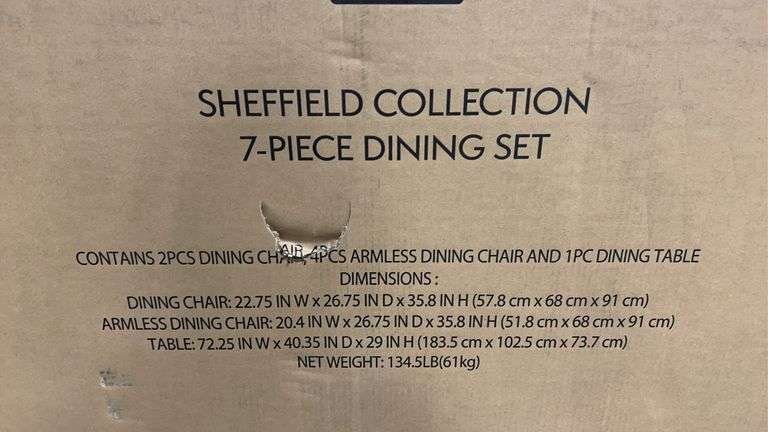 SHEFFIELD COLLECTION
7-PIECE DINING SET
CONTAINS 2PCS DINING CHAIR, 4PCS ARMLESS DINING CHAIR AND 1PC DINING TABLE
DIMENSIONS :
DINING CHAIR: 22.75 IN W x 26.75 IN D x 35.8 IN H (57.8 cm x 68 cm x 91 cm)
ARMLESS DINING CHAIR: 20.4 IN W x 26.75 IN D x 35.8 IN H (51.8 cm x 68 cm x 91 cm)
TABLE: 72.25 IN W x 40.35 IN D x 29 IN H (183.5 cm x 102.5 cm x 73.7 cm)
NET WEIGHT: 134.5LB(61kg)